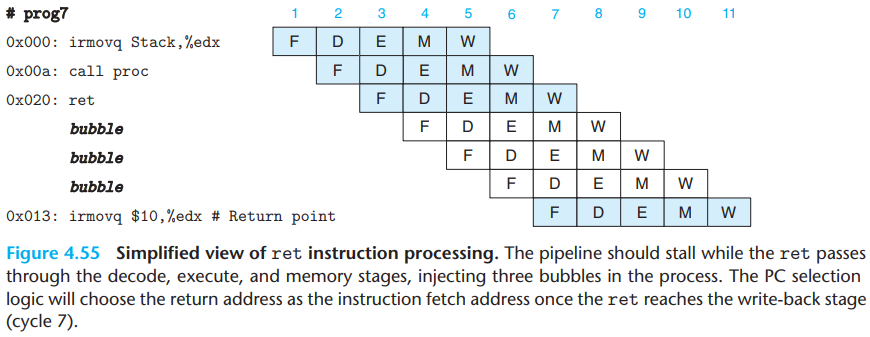 # prog7 1 2 3 4 5 6 7 8 9 10 11
0x000: irmovq Stack,%edx F D E M W
0x00a: call proc F D E M W
0x020: ret F D E M W
bubble F D E M W
bubble F D E M W
bubble F D E M W
0x013: irmovq $10,%edx # Return point F D E M W
Figure 4.55 Simplified view of ret instruction processing. The pipeline should stall while the ret passes
through the decode, execute, and memory stages, injecting three bubbles in the process. The PC selection
logic will choose the return address as the instruction fetch address once the ret reaches the write-back stage
(cycle 7).